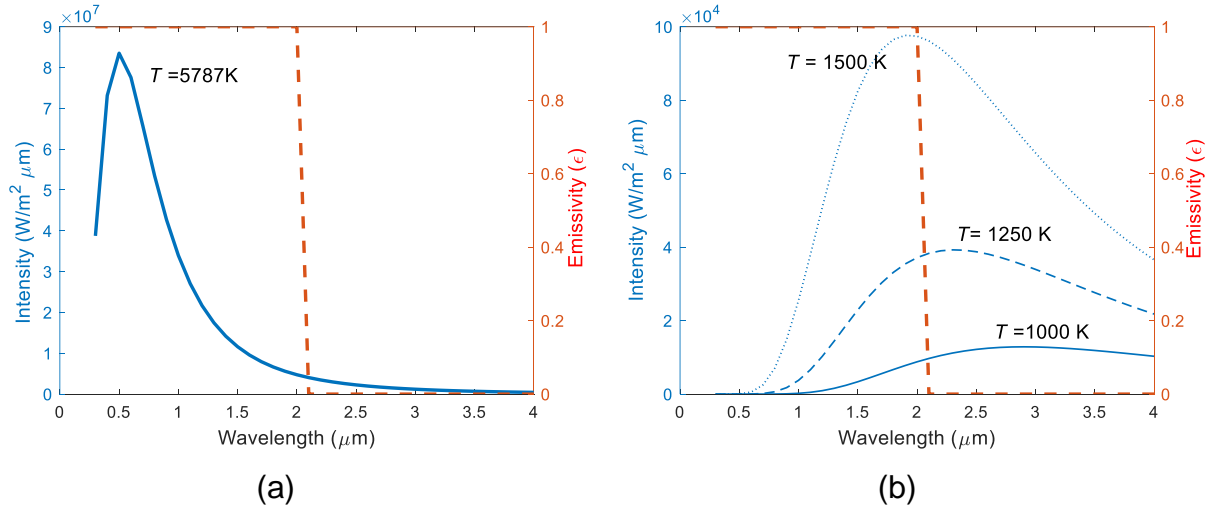 ×10⁷
9
8
7
6
5
4
3
2
1
0
Intensity (W/m² μm)
T =5787K
1
0.8
0.6
0.4
0.2
0
Emissivity (ϵ)
0 0.5 1 1.5 2 2.5 3 3.5 4
Wavelength (μm)
(a)
×10⁴
10
8
6
4
2
0
Intensity (W/m² μm)
T = 1500 K
T= 1250 K
T =1000 K
1
0.8
0.6
0.4
0.2
0
Emissivity (ϵ)
0 0.5 1 1.5 2 2.5 3 3.5 4
Wavelength (μm)
(b)